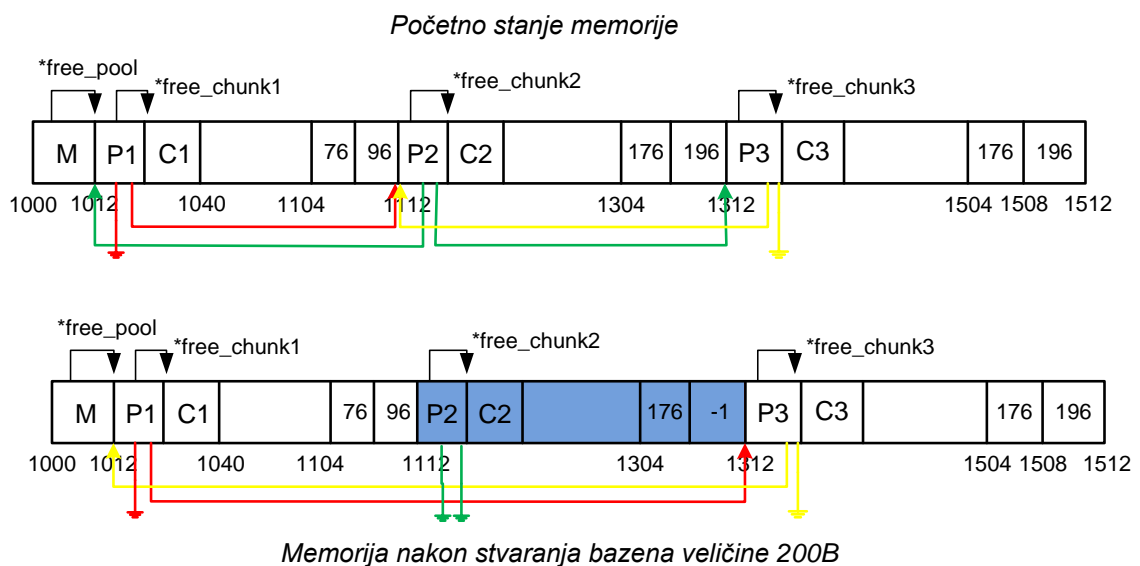 Početno stanje memorije
*free_pool
*free_chunk1 *free_chunk2 *free_chunk3
M P1 C1 76 96 P2 C2 176 196 P3 C3 176 196
1000 1012 1040 1104 1112 1304 1312 1504 1508 1512
*free_pool
*free_chunk1 *free_chunk2 *free_chunk3
M P1 C1 76 96 P2 C2 176 -1 P3 C3 176 196
1000 1012 1040 1104 1112 1304 1312 1504 1508 1512
Memorija nakon stvaranja bazena veličine 200B